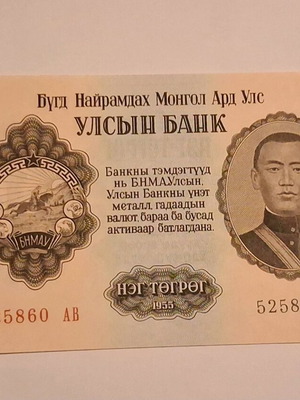 Бүгд Найрамдах Монгол Ард Улс
УЛСЫН БАНК
Банкны тэмдэгтүүд
нь Б.Н.М.А.Улсын,
Улсын Банкны үнэт
металл, гадаадын
валют, бараа ба бусад
активаар батлагдана.
БНМАУ
НЭГ ТӨГРӨГ
1955
5860 АВ
5258